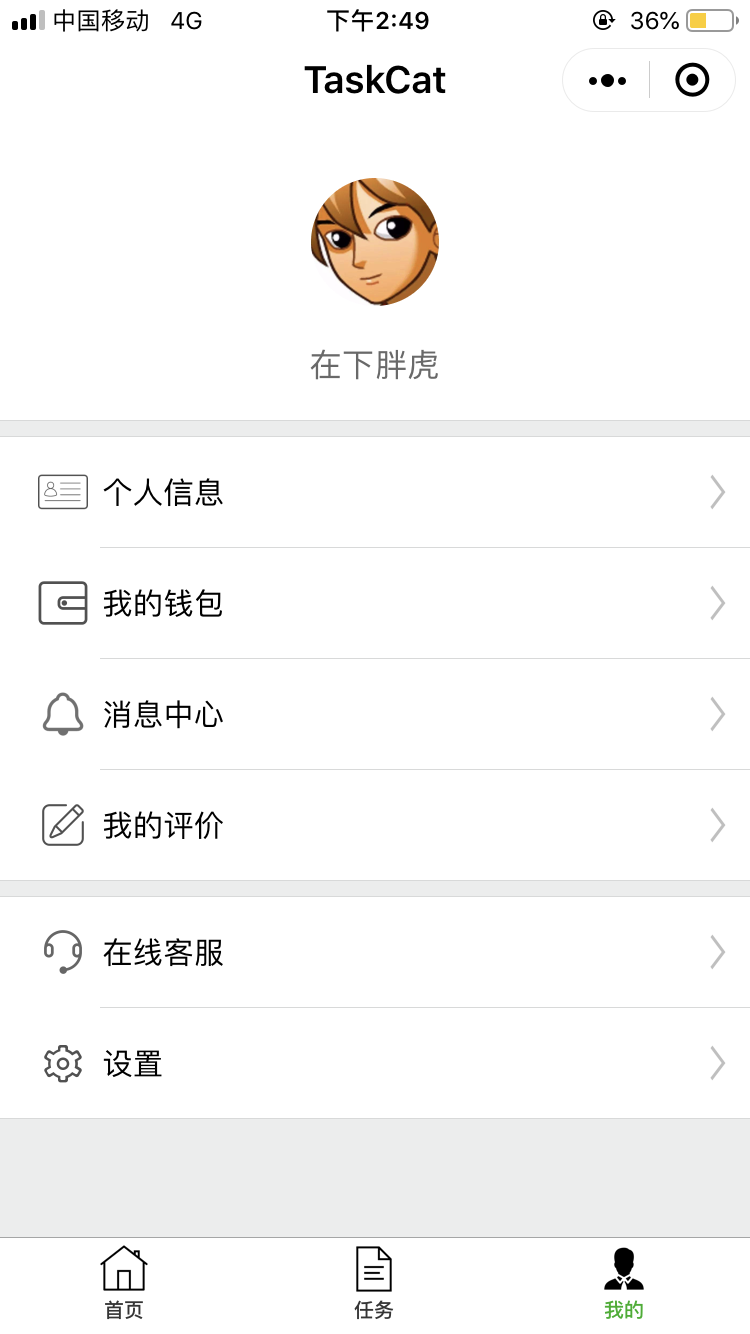 中国移动 4G 下午2:49 36%
TaskCat
在下胖虎
个人信息
我的钱包
消息中心
我的评价
在线客服
设置
首页 任务 我的